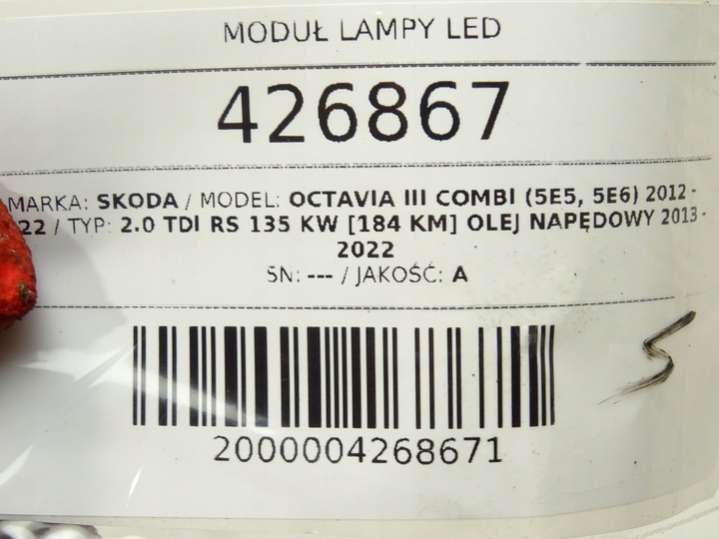 MODUŁ LAMPY LED
426867
MARKA: SKODA / MODEL: OCTAVIA III COMBI (5E5, 5E6) 2012 -
22 / TYP: 2.0 TDI RS 135 KW [184 KM] OLEJ NAPĘDOWY 2013 -
2022
SN: --- / JAKOŚĆ: A
2000004268671